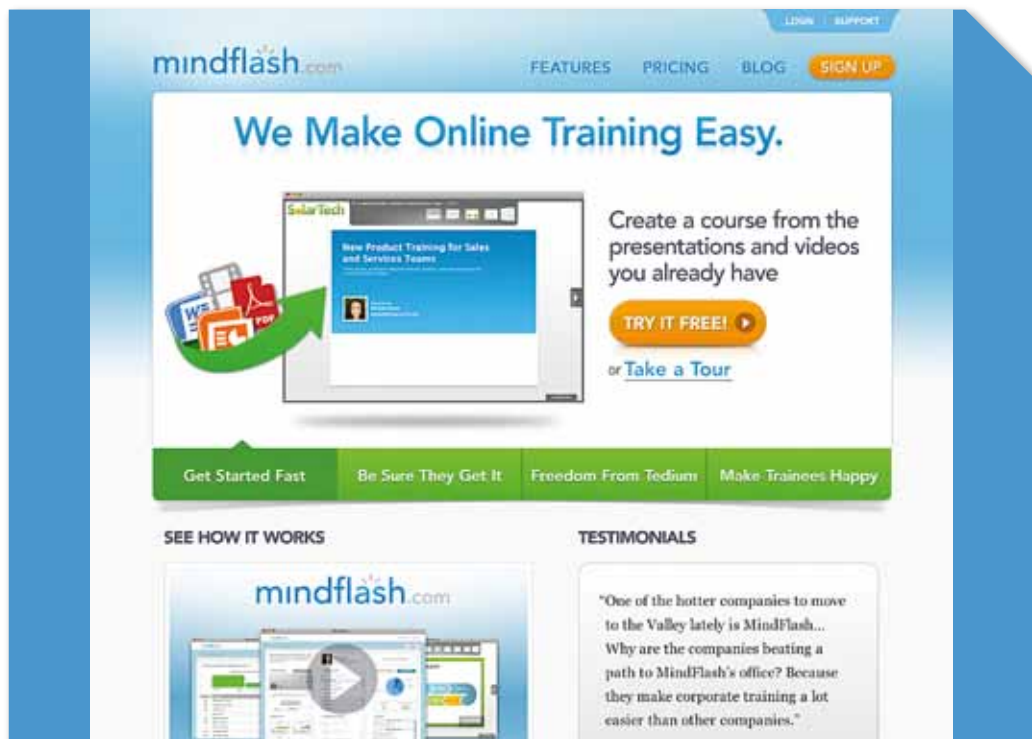 LOGIN SUPPORT
mindflash.com
FEATURES PRICING BLOG SIGN UP
We Make Online Training Easy.
SolarTech
New Product Training for Sales
and Services Teams
W
PDF
Create a course from the
presentations and videos
you already have
TRY IT FREE!
or Take a Tour
Get Started Fast
Be Sure They Get It
Freedom From Tedium
Make Trainees Happy
SEE HOW IT WORKS
mindflash.com
TESTIMONIALS
"One of the hotter companies to move
to the Valley lately is MindFlash...
Why are the companies beating a
path to MindFlash's office? Because
they make corporate training a lot
easier than other companies."